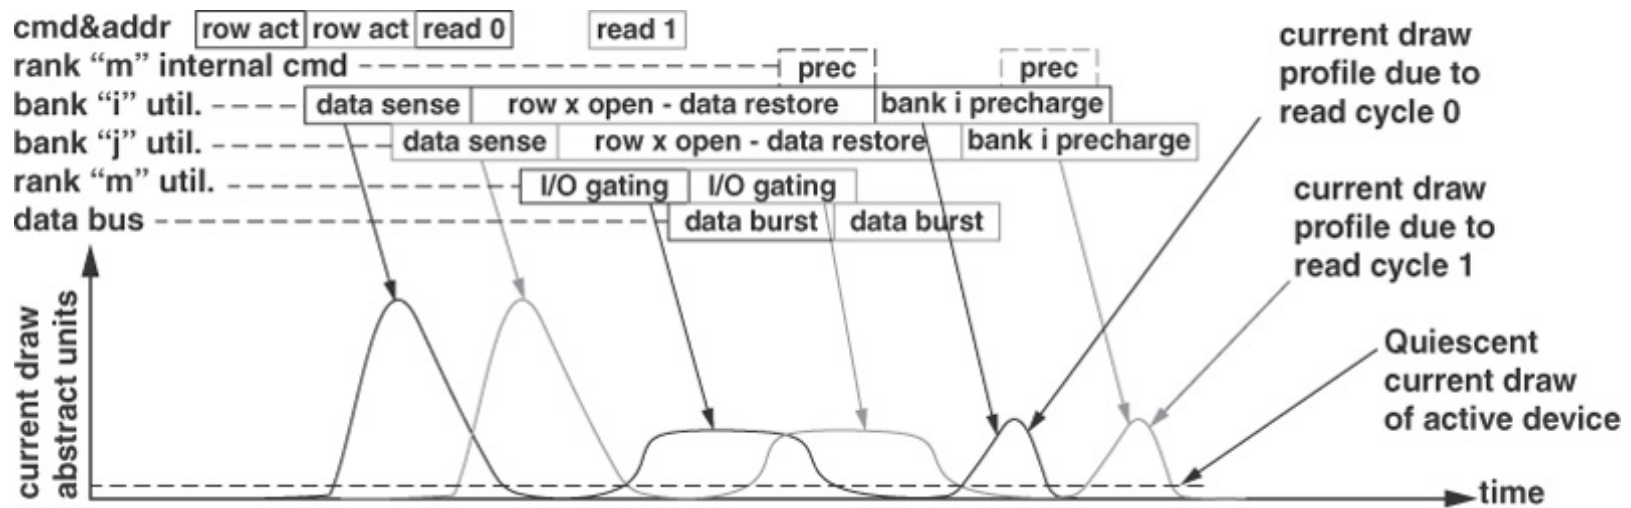 cmd&addr row act row act read 0 read 1
rank “m” internal cmd prec prec
bank “i” util. data sense row x open - data restore bank i precharge
bank “j” util. data sense row x open - data restore bank i precharge
rank “m” util. I/O gating I/O gating
data bus data burst data burst
current draw
abstract units
current draw
profile due to
read cycle 0
current draw
profile due to
read cycle 1
Quiescent
current draw
of active device
time